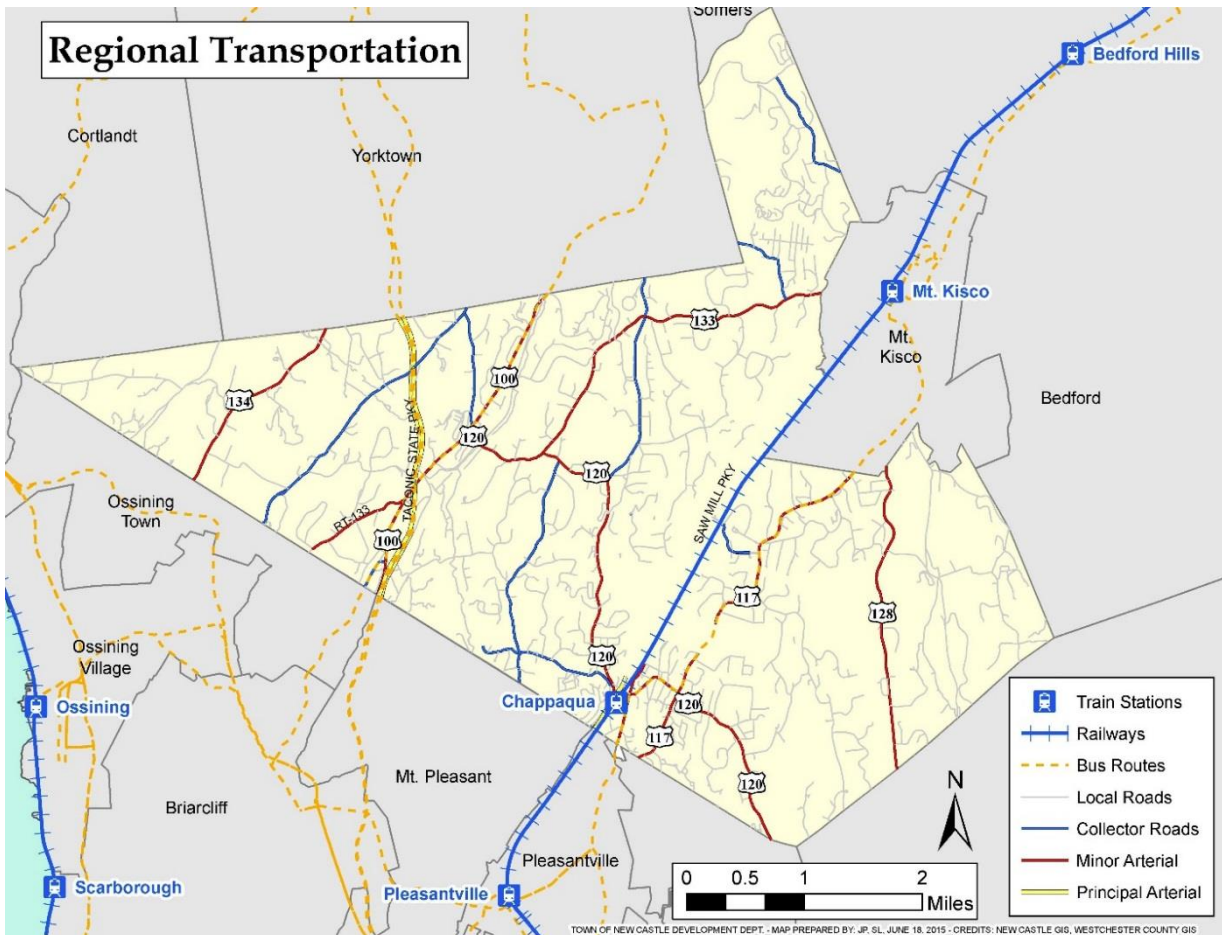 Regional Transportation
Somers
Bedford Hills
Cortlandt
Yorktown
Mt. Kisco
133
Mt.
Kisco
100
Bedford
134
120
120
TACONIC STATE PKY
Ossining
Town
RT-133
SAW MILL PKY
100
117
128
Ossining
Village
120
Ossining
Chappaqua
120
117
Mt. Pleasant
120
Briarcliff
Pleasantville
Scarborough
Pleasantville
Train Stations
Railways
Bus Routes
Local Roads
Collector Roads
Minor Arterial
Principal Arterial
N
0 0.5 1 2
Miles
TOWN OF NEW CASTLE DEVELOPMENT DEPT. - MAP PREPARED BY: JP, SL, JUNE 18, 2015 - CREDITS: NEW CASTLE GIS, WESTCHESTER COUNTY GIS